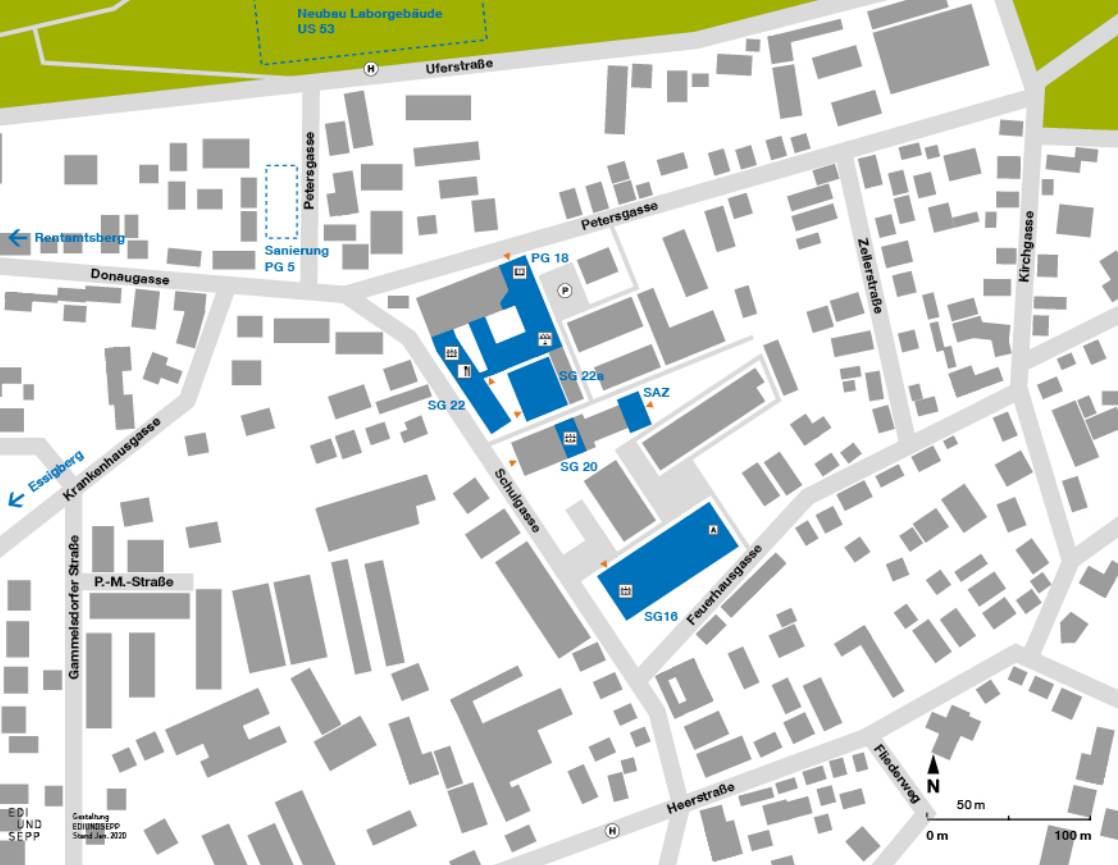 Neubau Laborgebäude
US 53
H
Uferstraße
Petersgasse
Petersgasse
Rentamtsberg
Sanierung
PG 5
Donaugasse
PG 18
P
Zellerstraße
Kirchgasse
SG 22a
SG 22
SAZ
SG 20
Krankenhausgasse
Essigberg
Schulgasse
A
SG16
Feuerhausgasse
P.-M.-Straße
Gammelsdorfer Straße
Fliederweg
N
Heerstraße
H
50 m
0 m
100 m
EDI
UND
SEPP
Gestaltung
EDIUNDSEPP
Stand Jan. 2020